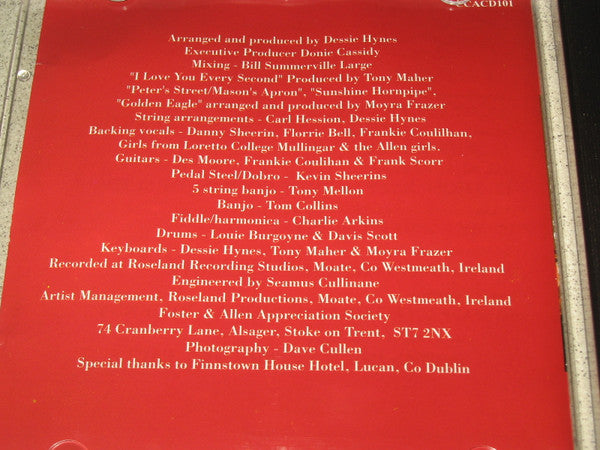 CACD101
Arranged and produced by Dessie Hynes
Executive Producer Donie Cassidy
Mixing - Bill Summerville Large
"I Love You Every Second" Produced by Tony Maher
"Peter's Street/Mason's Apron", "Sunshine Hornpipe",
"Golden Eagle" arranged and produced by Moyra Frazer
String arrangements - Carl Hession, Dessie Hynes
Backing vocals - Danny Sheerin, Florrie Bell, Frankie Coulilhan,
Girls from Loretto College Mullingar & the Allen girls.
Guitars - Des Moore, Frankie Coulihan & Frank Scorr
Pedal Steel/Dobro - Kevin Sheerins
5 string banjo - Tony Mellon
Banjo - Tom Collins
Fiddle/harmonica - Charlie Arkins
Drums - Louie Burgoyne & Davis Scott
Keyboards - Dessie Hynes, Tony Maher & Moyra Frazer
Recorded at Roseland Recording Studios, Moate, Co Westmeath, Ireland
Engineered by Seamus Cullinane
Artist Management, Roseland Productions, Moate, Co Westmeath, Ireland
Foster & Allen Appreciation Society
74 Cranberry Lane, Alsager, Stoke on Trent, ST7 2NX
Photography - Dave Cullen
Special thanks to Finnstown House Hotel, Lucan, Co Dublin